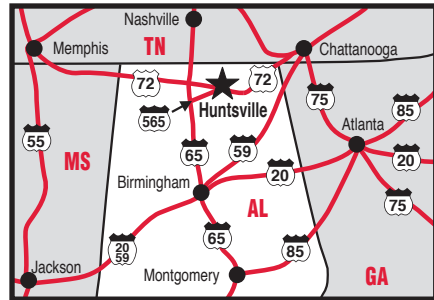 Nashville
Memphis
TN
Chattanooga
72
72
Huntsville
565
75
85
55
Atlanta
MS
65
59
20
Birmingham
20
AL
75
20
59
65
85
Jackson
Montgomery
GA